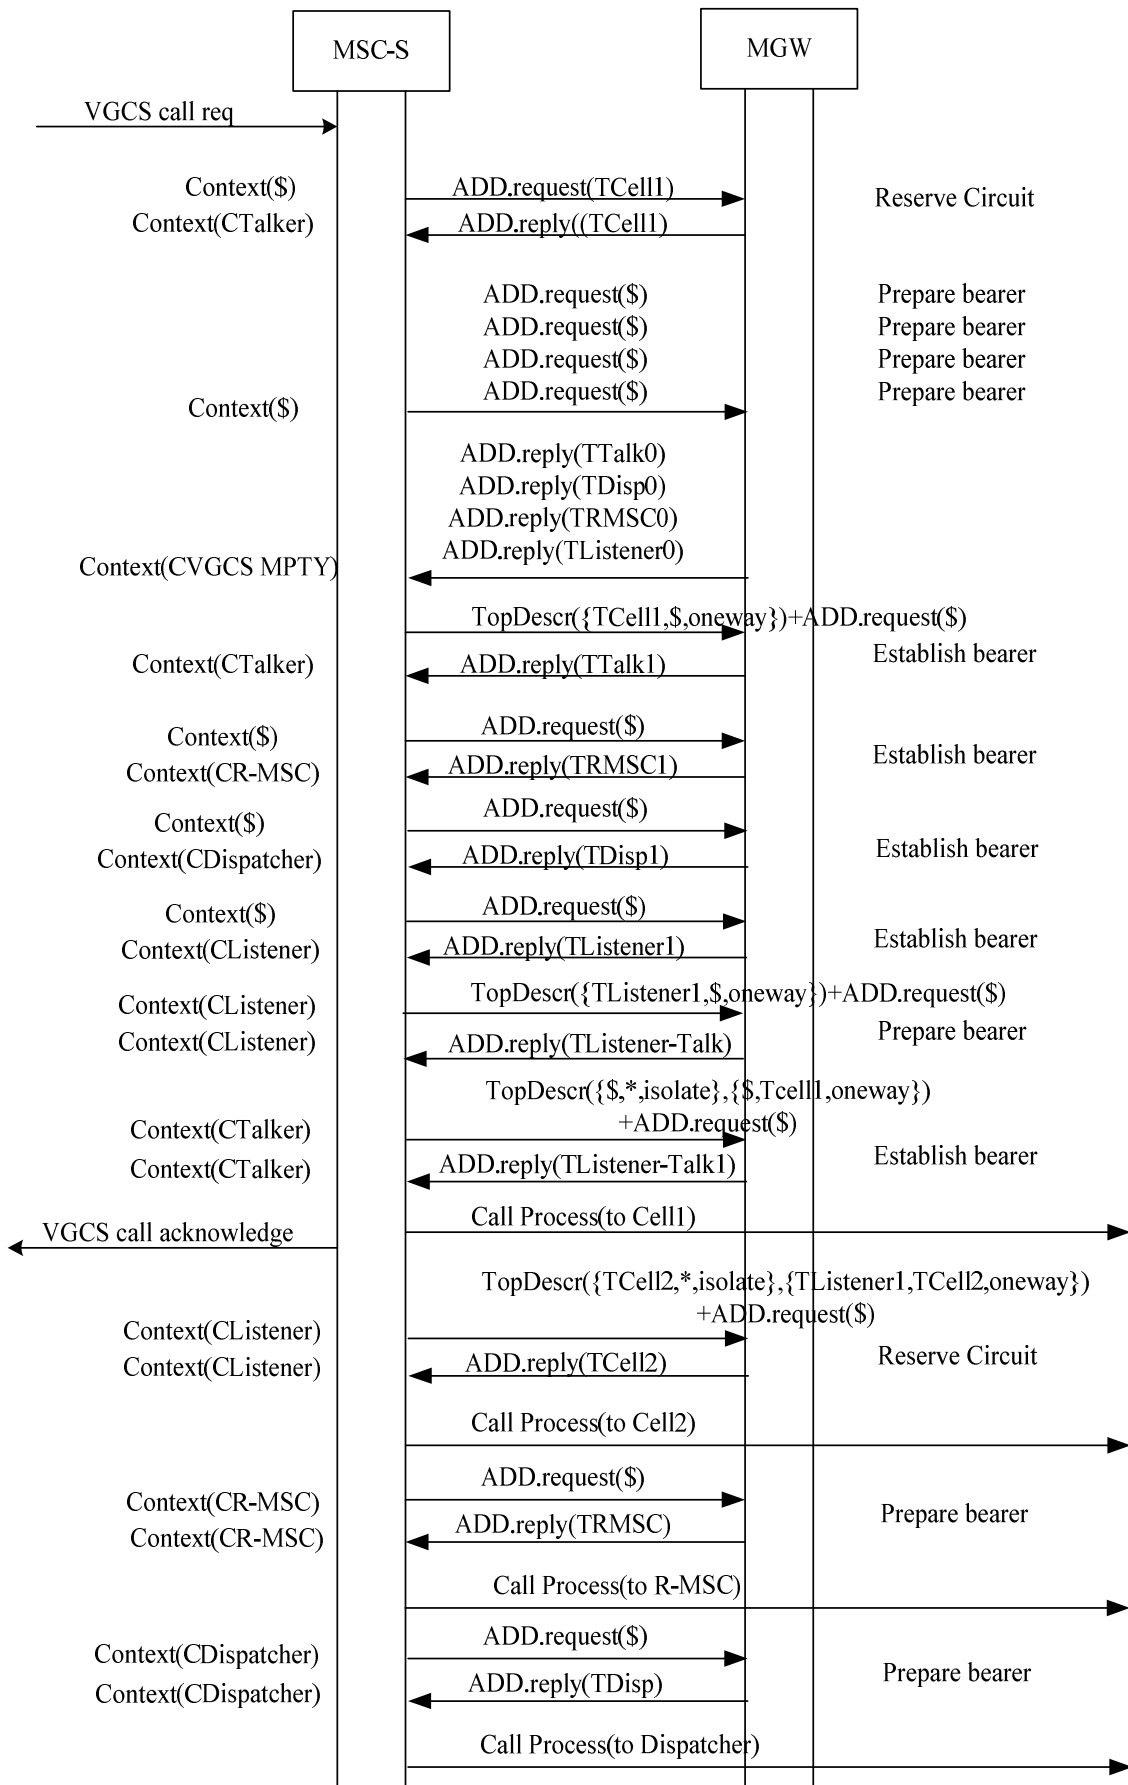 MSC-S
MGW
VGCS call req
Context($)
ADD.request(TCell1)
Reserve Circuit
Context(CTalker)
ADD.reply((TCell1)
ADD.request($)
Prepare bearer
ADD.request($)
Prepare bearer
ADD.request($)
Prepare bearer
ADD.request($)
Prepare bearer
Context($)
ADD.reply(TTalk0)
ADD.reply(TDisp0)
ADD.reply(TRMSC0)
ADD.reply(TListener0)
Context(CVGCS MPTY)
TopDescr({TCell1,$,oneway})+ADD.request($)
Establish bearer
Context(CTalker)
ADD.reply(TTalk1)
ADD.request($)
Context($)
Establish bearer
Context(CR-MSC)
ADD.reply(TRMSC1)
ADD.request($)
Context($)
Establish bearer
Context(CDispatcher)
ADD.reply(TDisp1)
ADD.request($)
Context($)
Establish bearer
Context(CListener)
ADD.reply(TListener1)
TopDescr({TListener1,$,oneway})+ADD.request($)
Context(CListener)
Prepare bearer
Context(CListener)
ADD.reply(TListener-Talk)
TopDescr({$,*,isolate},{$,Tcell1,oneway})
+ADD.request($)
Context(CTalker)
Establish bearer
Context(CTalker)
ADD.reply(TListener-Talk1)
Call Process(to Cell1)
VGCS call acknowledge
TopDescr({TCell2,*,isolate},{TListener1,TCell2,oneway})
+ADD.request($)
Context(CListener)
Reserve Circuit
Context(CListener)
ADD.reply(TCell2)
Call Process(to Cell2)
ADD.request($)
Context(CR-MSC)
Prepare bearer
Context(CR-MSC)
ADD.reply(TRMSC)
Call Process(to R-MSC)
ADD.request($)
Context(CDispatcher)
Prepare bearer
Context(CDispatcher)
ADD.reply(TDisp)
Call Process(to Dispatcher)